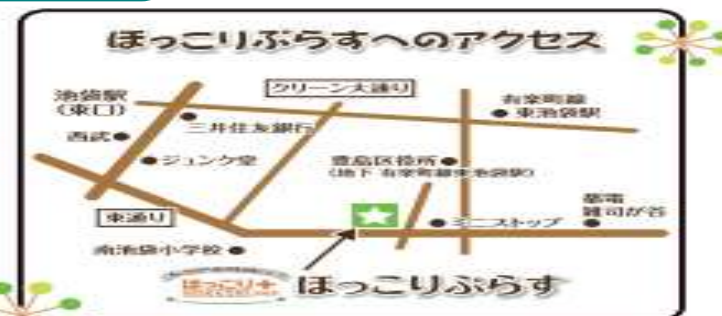 ほっこりぷらすへのアクセス
グリーン大通り
池袋駅
(東口)
有楽町線
東池袋駅
三井住友銀行
西武
ジュンク堂
豊島区役所
(地下 有楽町線東池袋駅)
都電
雑司が谷
東通り
ミニストップ
南池袋小学校
ほっこり+
ほっこりぷらす